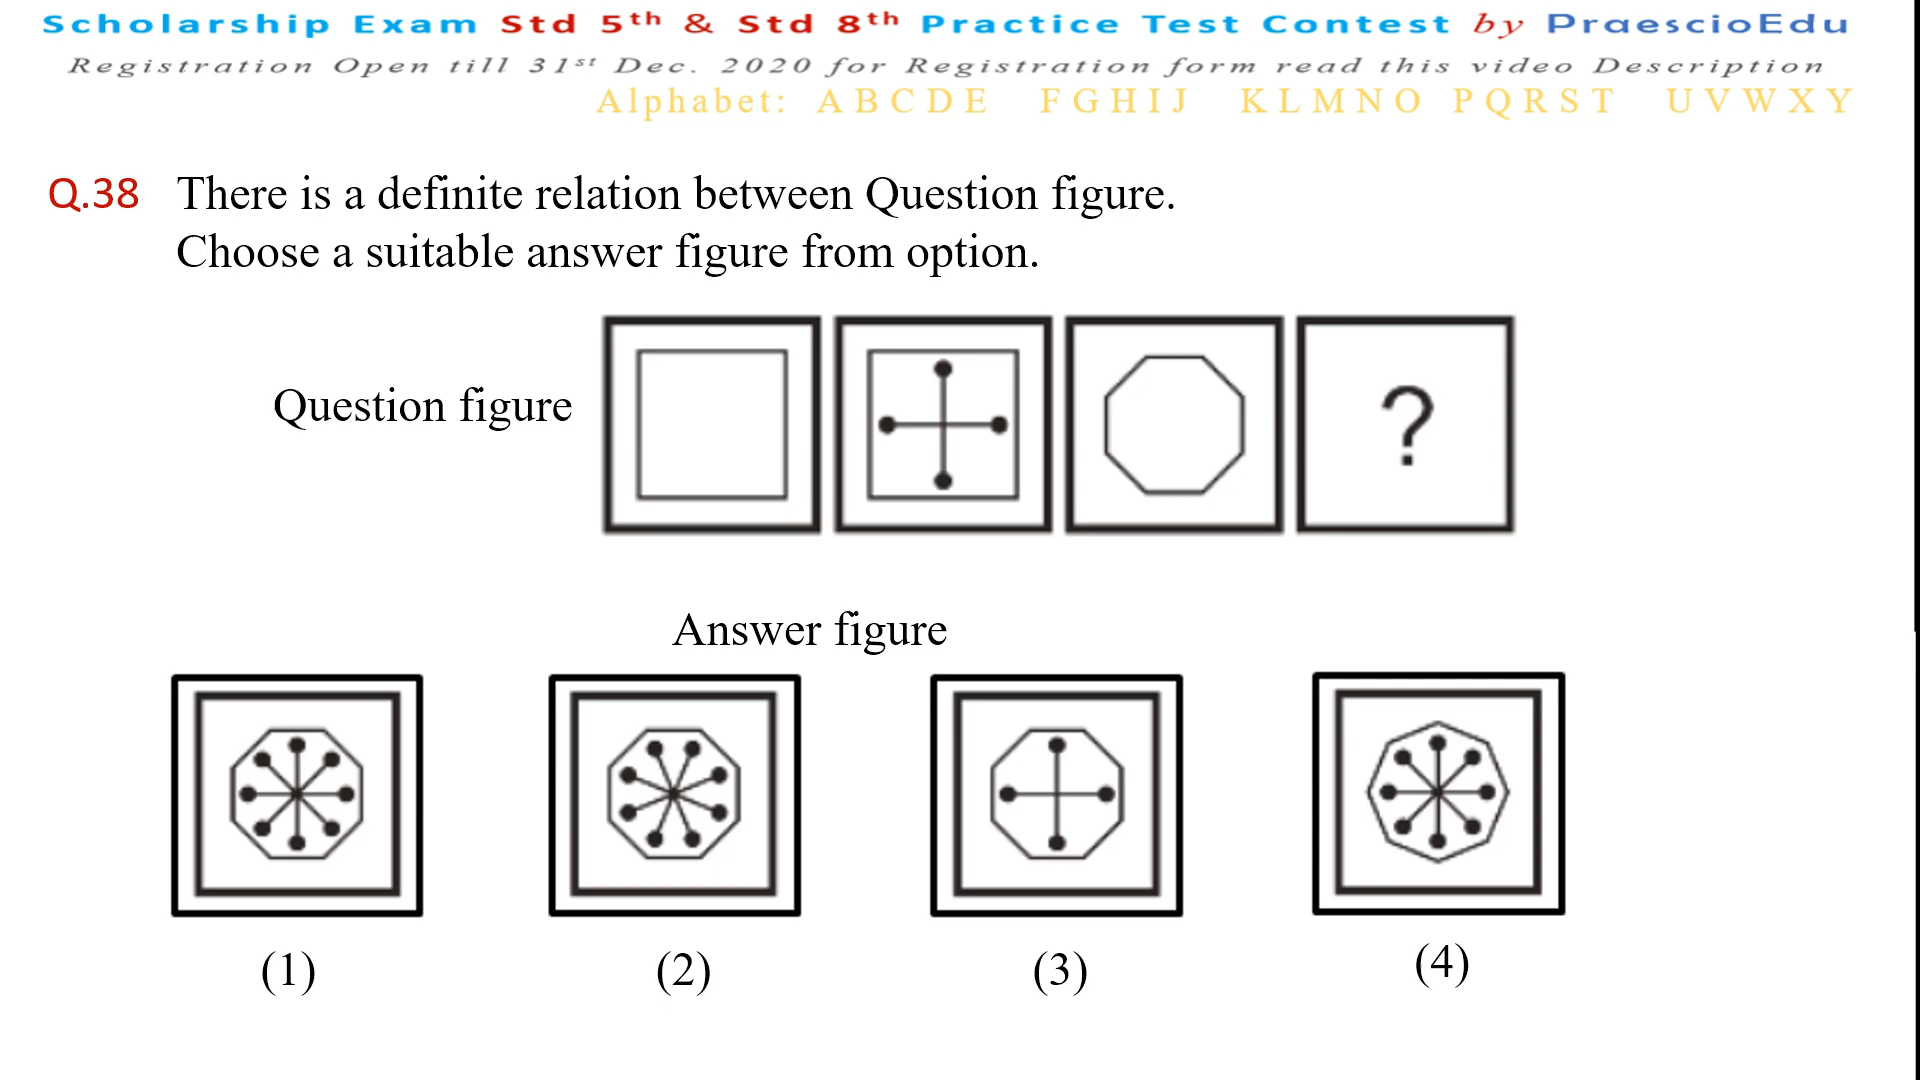 Scholarship Exam Std 5th & Std 8th Practice Test Contest by PraescioEdu
Registration Open till 31st Dec. 2020 for Registration form read this video Description
Alphabet: A B C D E F G H I J K L M N O P Q R S T U V W X Y
Q.38 There is a definite relation between Question figure.
Choose a suitable answer figure from option.
Question figure
?
Answer figure
(1) (2) (3) (4)